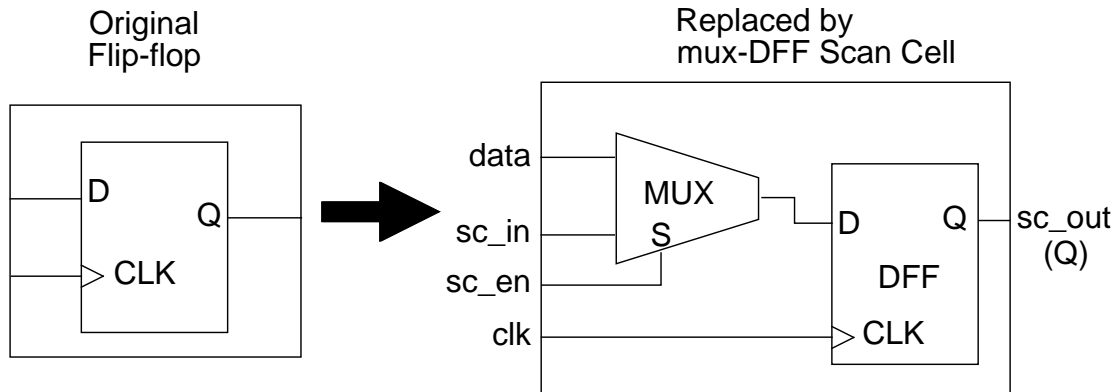 Original
Flip-flop
D
Q
CLK
Replaced by
mux-DFF Scan Cell
data
sc_in
sc_en
clk
MUX
S
D
Q
DFF
CLK
sc_out
(Q)